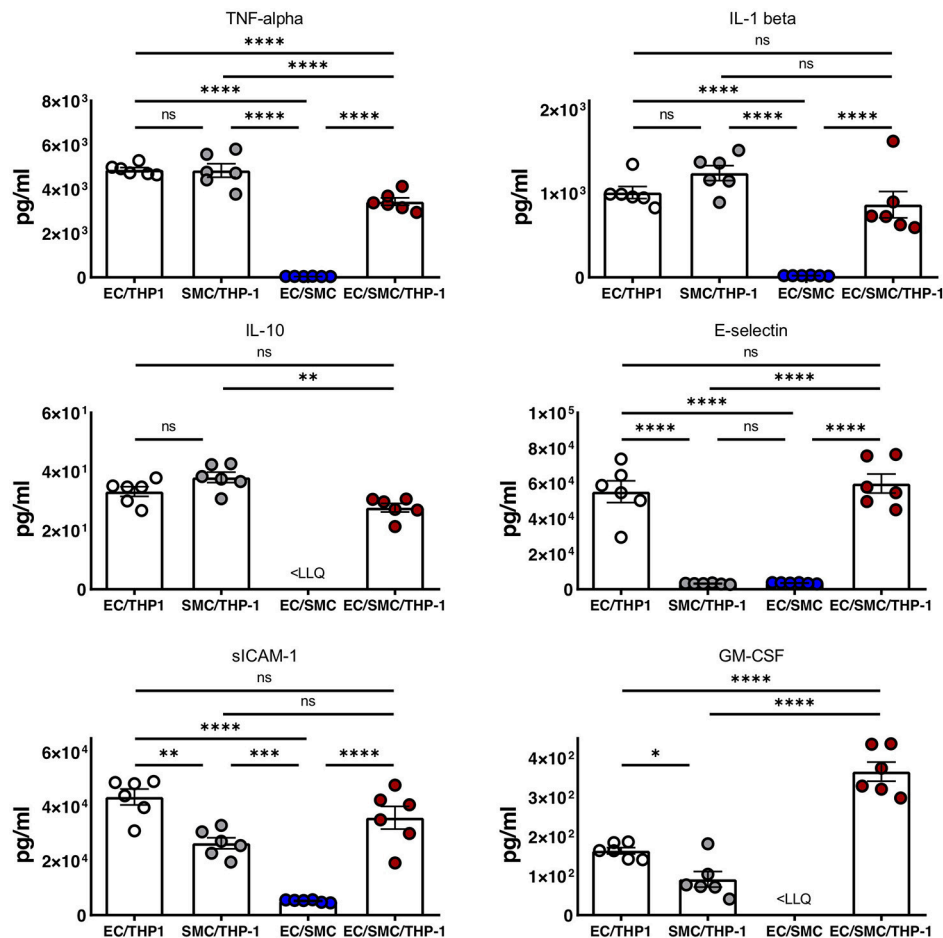 TNF-alpha
****
****
****
ns
****
****
pg/ml
8×10³
6×10³
4×10³
2×10³
0
EC/THP1
SMC/THP-1
EC/SMC
EC/SMC/THP-1
IL-1 beta
ns
ns
****
ns
****
****
pg/ml
2×10³
1×10³
0
EC/THP1
SMC/THP-1
EC/SMC
EC/SMC/THP-1
IL-10
ns
**
ns
pg/ml
6×10¹
4×10¹
2×10¹
0
<LLQ
EC/THP1
SMC/THP-1
EC/SMC
EC/SMC/THP-1
E-selectin
ns
****
****
****
ns
****
pg/ml
1×10⁵
8×10⁴
6×10⁴
4×10⁴
2×10⁴
0
EC/THP1
SMC/THP-1
EC/SMC
EC/SMC/THP-1
sICAM-1
ns
ns
****
**
***
****
pg/ml
6×10⁴
4×10⁴
2×10⁴
0
EC/THP1
SMC/THP-1
EC/SMC
EC/SMC/THP-1
GM-CSF
****
****
*
pg/ml
4×10²
3×10²
2×10²
1×10²
0
<LLQ
EC/THP1
SMC/THP-1
EC/SMC
EC/SMC/THP-1